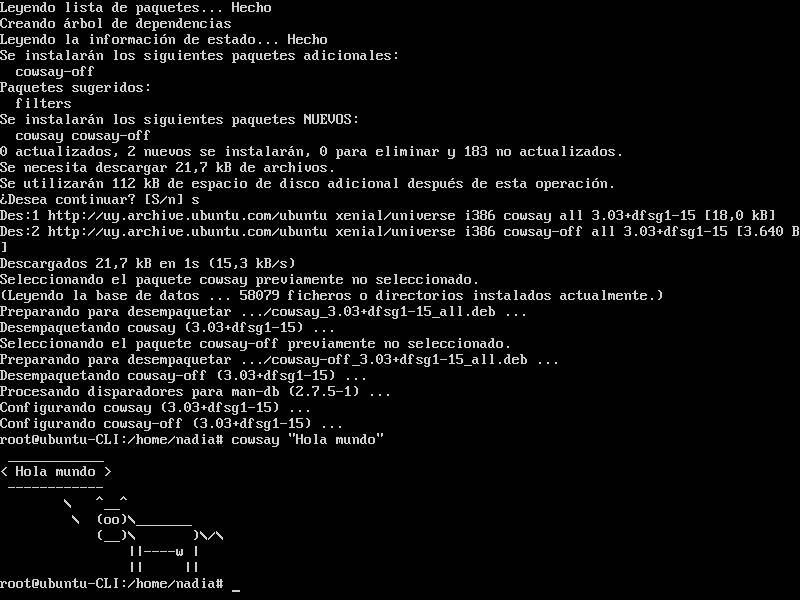 Leyendo lista de paquetes... Hecho
Creando árbol de dependencias
Leyendo la información de estado... Hecho
Se instalarán los siguientes paquetes adicionales:
  cowsay-off
Paquetes sugeridos:
  filters
Se instalarán los siguientes paquetes NUEVOS:
  cowsay cowsay-off
0 actualizados, 2 nuevos se instalarán, 0 para eliminar y 183 no actualizados.
Se necesita descargar 21,7 kB de archivos.
Se utilizarán 112 kB de espacio de disco adicional después de esta operación.
¿Desea continuar? [S/n] s
Des:1 http://uy.archive.ubuntu.com/ubuntu xenial/universe i386 cowsay all 3.03+dfsg1-15 [18,0 kB]
Des:2 http://uy.archive.ubuntu.com/ubuntu xenial/universe i386 cowsay-off all 3.03+dfsg1-15 [3.640 B
]
Descargados 21,7 kB en 1s (15,3 kB/s)
Seleccionando el paquete cowsay previamente no seleccionado.
(Leyendo la base de datos ... 58079 ficheros o directorios instalados actualmente.)
Preparando para desempaquetar .../cowsay_3.03+dfsg1-15_all.deb ...
Desempaquetando cowsay (3.03+dfsg1-15) ...
Seleccionando el paquete cowsay-off previamente no seleccionado.
Preparando para desempaquetar .../cowsay-off_3.03+dfsg1-15_all.deb ...
Desempaquetando cowsay-off (3.03+dfsg1-15) ...
Procesando disparadores para man-db (2.7.5-1) ...
Configurando cowsay (3.03+dfsg1-15) ...
Configurando cowsay-off (3.03+dfsg1-15) ...
root@ubuntu-CLI:/home/nadia# cowsay "Hola mundo"
 ____________
< Hola mundo >
 ------------
        \   ^__^
         \  (oo)\_______
            (__)\       )\/\
                ||----w |
                ||     ||
root@ubuntu-CLI:/home/nadia# _